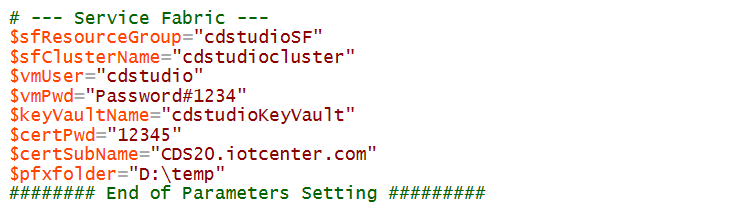 # --- Service Fabric ---
$sfResourceGroup="cdstudioSF"
$sfClusterName="cdstudiocluster"
$vmUser="cdstudio"
$vmPwd="Password#1234"
$keyVaultName="cdstudioKeyVault"
$certPwd="12345"
$certSubName="CDS20.iotcenter.com"
$pfxfolder="D:\temp"
######## End of Parameters Setting #########